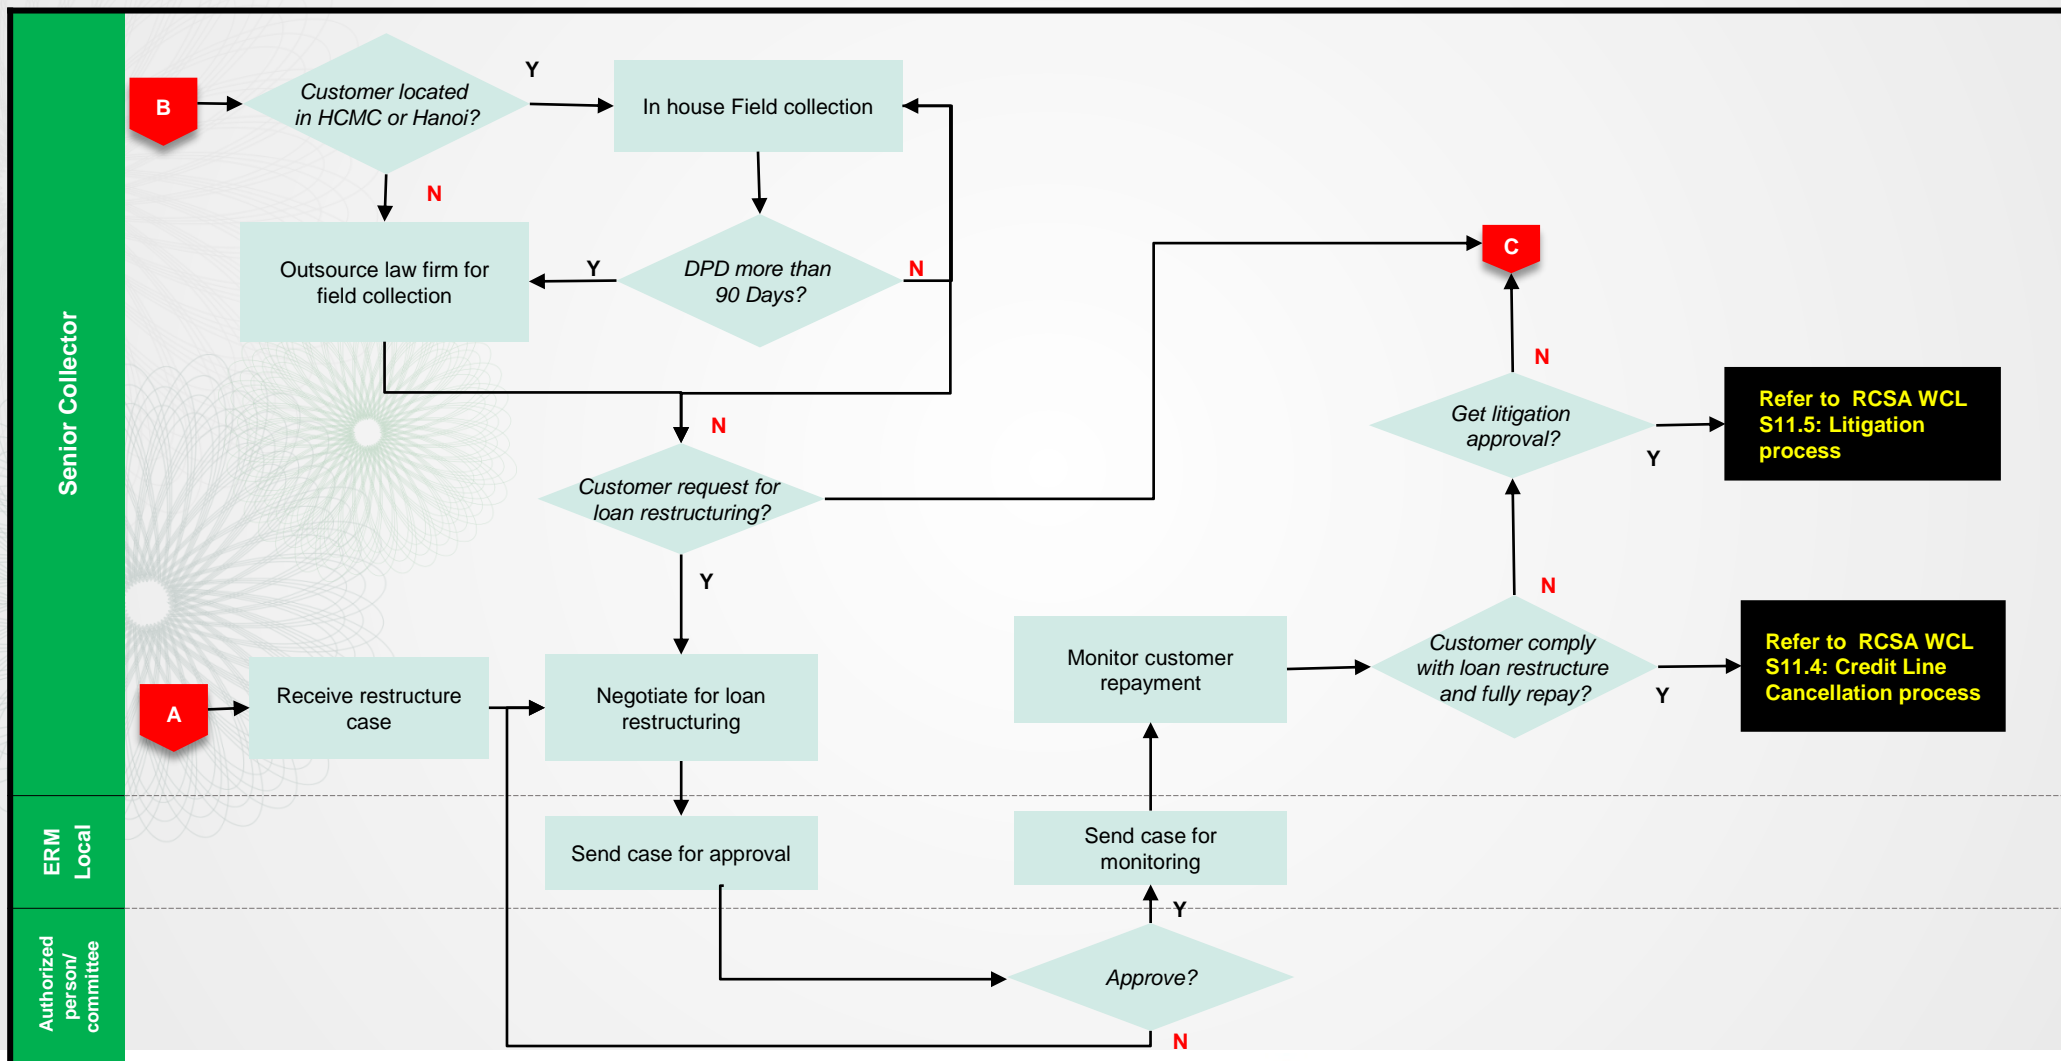 Senior Collector
B
Customer located
in HCMC or Hanoi?
Y
In house Field collection
N
Outsource law firm for
field collection
Y
DPD more than
90 Days?
N
C
N
Customer request for
loan restructuring?
Y
N
Get litigation
approval?
Y
Refer to  RCSA WCL
S11.5: Litigation
process
A
Receive restructure
case
Negotiate for loan
restructuring
Monitor customer
repayment
N
Customer comply
with loan restructure
and fully repay?
Y
Refer to  RCSA WCL
S11.4: Credit Line
Cancellation process
ERM
Local
Send case for approval
Send case for
monitoring
Authorized
person/
committee
Y
Approve?
N